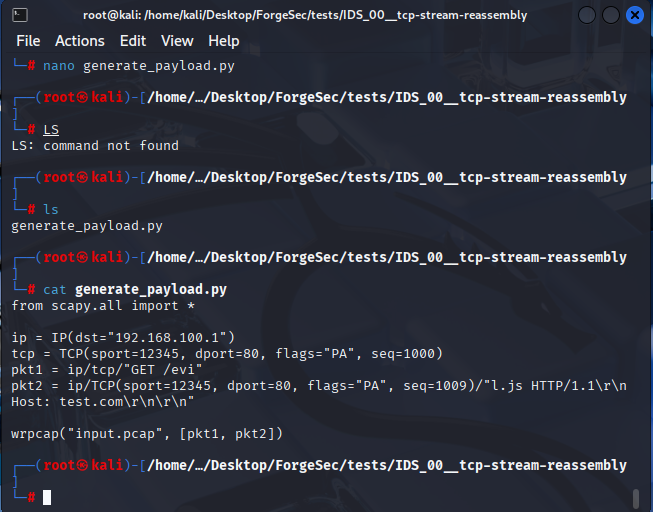 root@kali: /home/kali/Desktop/ForgeSec/tests/IDS_00__tcp-stream-reassembly
File Actions Edit View Help
└─# nano generate_payload.py
┌──(root㉿kali)-[/home/…/Desktop/ForgeSec/tests/IDS_00__tcp-stream-reassembly
]
└─# LS
LS: command not found
┌──(root㉿kali)-[/home/…/Desktop/ForgeSec/tests/IDS_00__tcp-stream-reassembly
]
└─# ls
generate_payload.py
┌──(root㉿kali)-[/home/…/Desktop/ForgeSec/tests/IDS_00__tcp-stream-reassembly
]
└─# cat generate_payload.py
from scapy.all import *
ip = IP(dst="192.168.100.1")
tcp = TCP(sport=12345, dport=80, flags="PA", seq=1000)
pkt1 = ip/tcp/"GET /evi"
pkt2 = ip/TCP(sport=12345, dport=80, flags="PA", seq=1009)/"l.js HTTP/1.1\r\n
Host: test.com\r\n\r\n"
wrpcap("input.pcap", [pkt1, pkt2])
┌──(root㉿kali)-[/home/…/Desktop/ForgeSec/tests/IDS_00__tcp-stream-reassembly
]
└─#